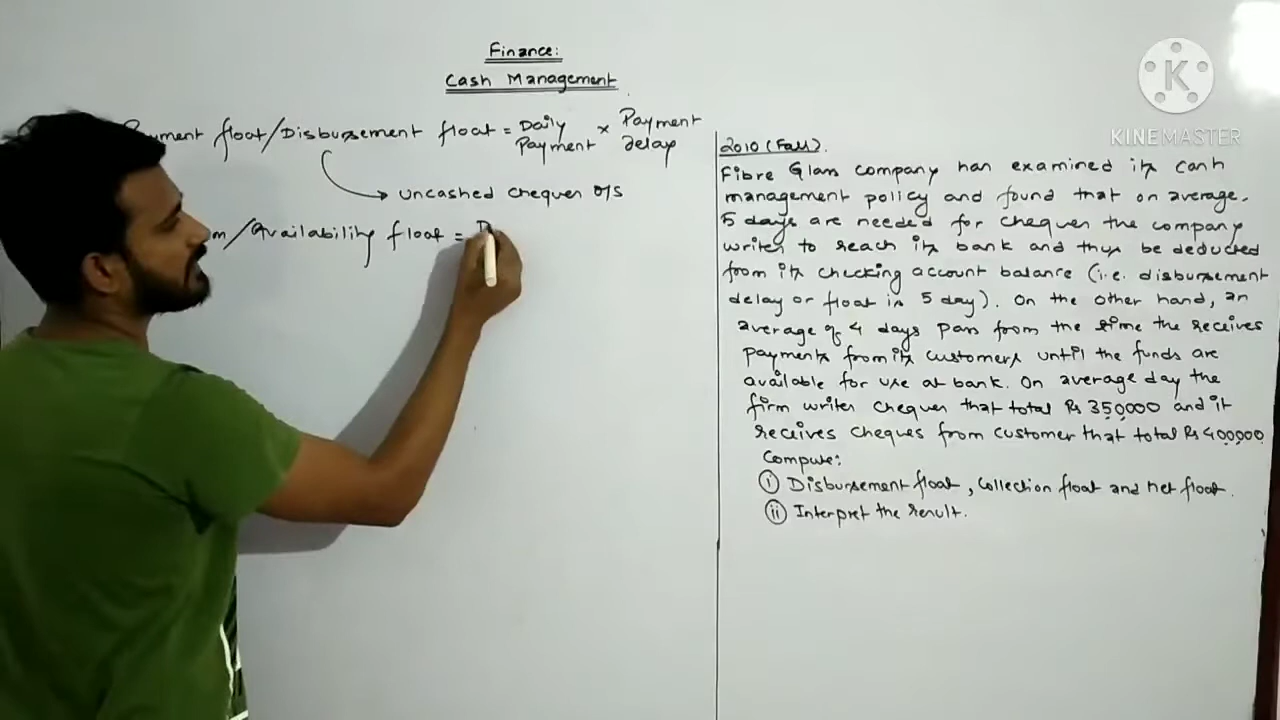 Finance:
Cash Management
Payment float/Disbursement float = Daily Payment × Payment delay
→ uncashed cheques o/s
/Availability float = D
2010 (Fall).
Fibre Glass company has examined its cash
management policy and found that on average.
5 days are needed for cheques the company
writes to reach its bank and thus be deducted
from its checking account balance (i.e. disbursement
delay or float is 5 day). On the other hand, an
average of 4 days pass from the time the receives
payments from its customers until the funds are
available for use at bank. On average day the
firm writes cheques that total Rs 350,000 and it
receives cheques from customer that total Rs 400,000
Compute:
(i) Disbursement float, Collection float and net float.
(ii) Interpret the result.
K
KINEMASTER